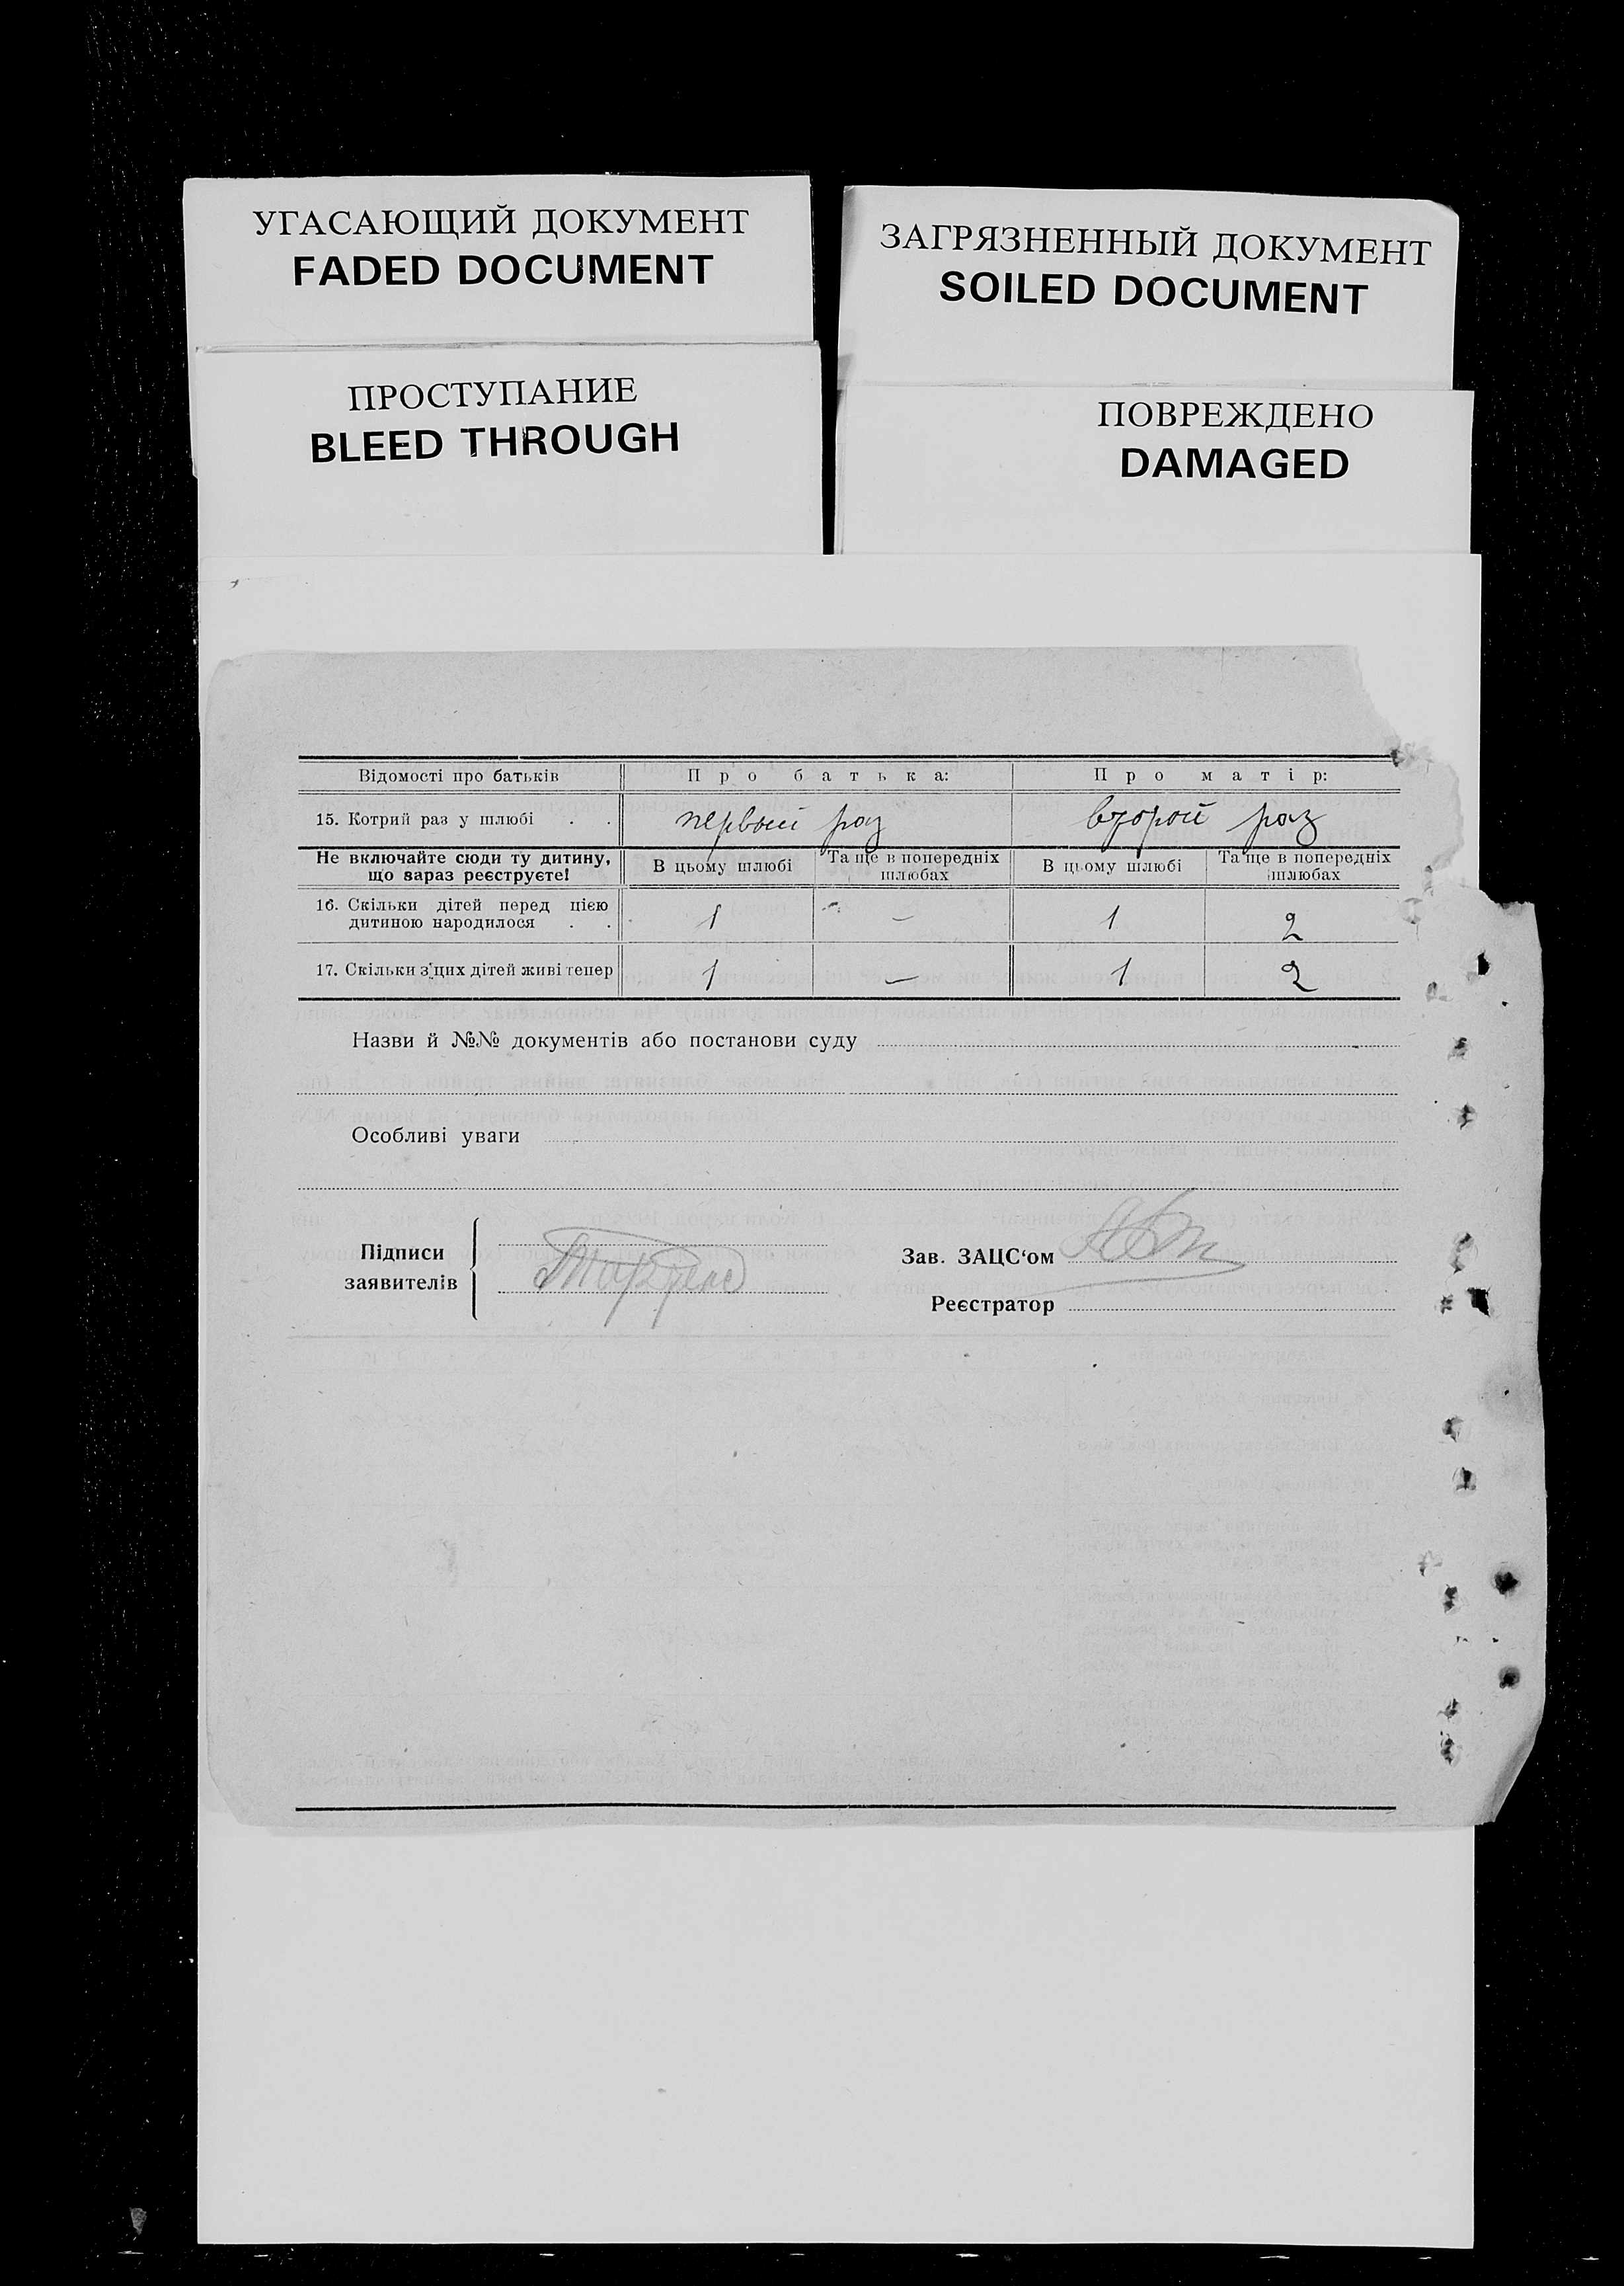 УГАСАЮЩИЙ ДОКУМЕНТ
FADED DOCUMENT
ЗАГРЯЗНЕННЫЙ ДОКУМЕНТ
SOILED DOCUMENT
ПРОСТУПАНИЕ
BLEED THROUGH
ПОВРЕЖДЕНО
DAMAGED
Відомості про батьків Про батька: Про матір:
15. Котрий раз у шлюбі . . первый раз второй раз
Не включайте сюди ту дитину, що зараз реєструєте! В цьому шлюбі Та ще в попередніх шлюбах В цьому шлюбі Та ще в попередніх шлюбах
16. Скільки дітей перед цією дитиною народилося . . 1 — 1 2
17. Скільки з цих дітей живі тепер 1 — 1 2
Назви й №№ документів або постанови суду
Особливі уваги
Підписи
заявителів
Зав. ЗАЦС'ом
Реєстратор